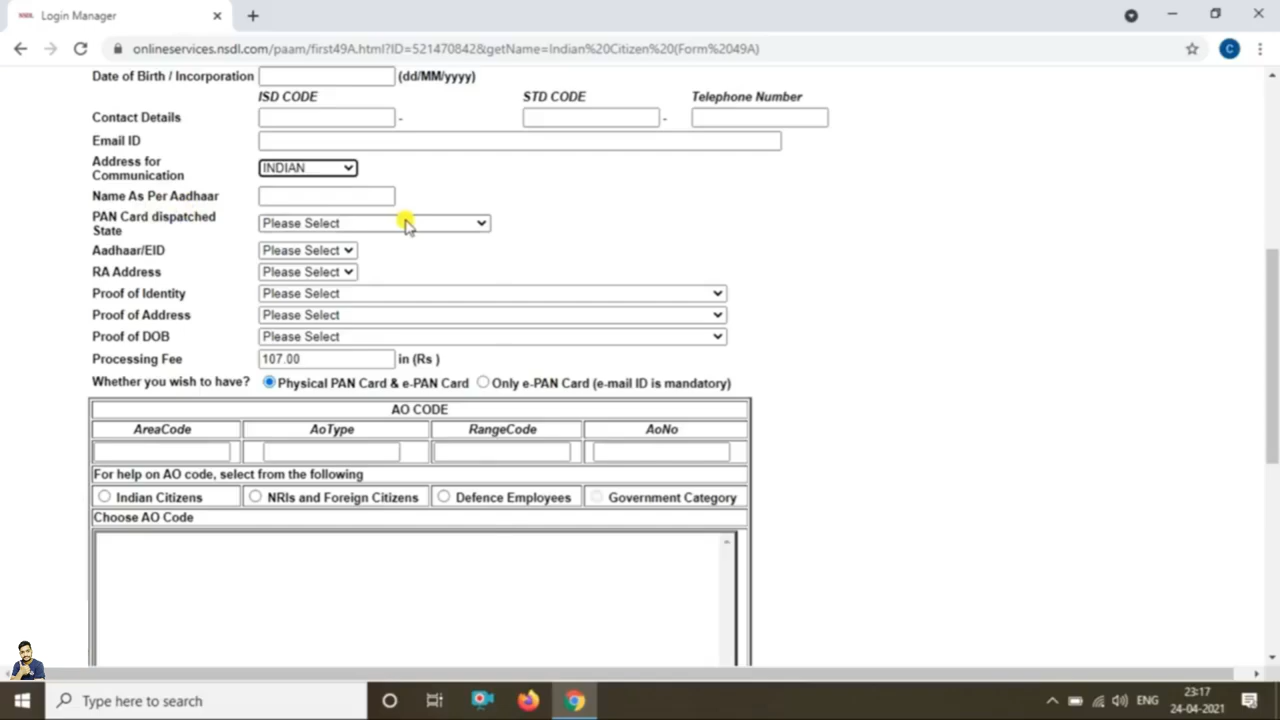 NSDL Login Manager
onlineservices.nsdl.com/paam/first49A.html?ID=521470842&getName=Indian%20Citizen%20(Form%2049A)
C
Date of Birth / Incorporation (dd/MM/yyyy)
ISD CODE STD CODE Telephone Number
Contact Details - -
Email ID
Address for
Communication
INDIAN
Name As Per Aadhaar
PAN Card dispatched
State
Please Select
Aadhaar/EID Please Select
RA Address Please Select
Proof of Identity Please Select
Proof of Address Please Select
Proof of DOB Please Select
Processing Fee 107.00 in (Rs )
Whether you wish to have? Physical PAN Card & e-PAN Card Only e-PAN Card (e-mail ID is mandatory)
AO CODE
AreaCode AoType RangeCode AoNo
For help on AO code, select from the following
Indian Citizens NRIs and Foreign Citizens Defence Employees Government Category
Choose AO Code
Type here to search
ENG
23:17
24-04-2021